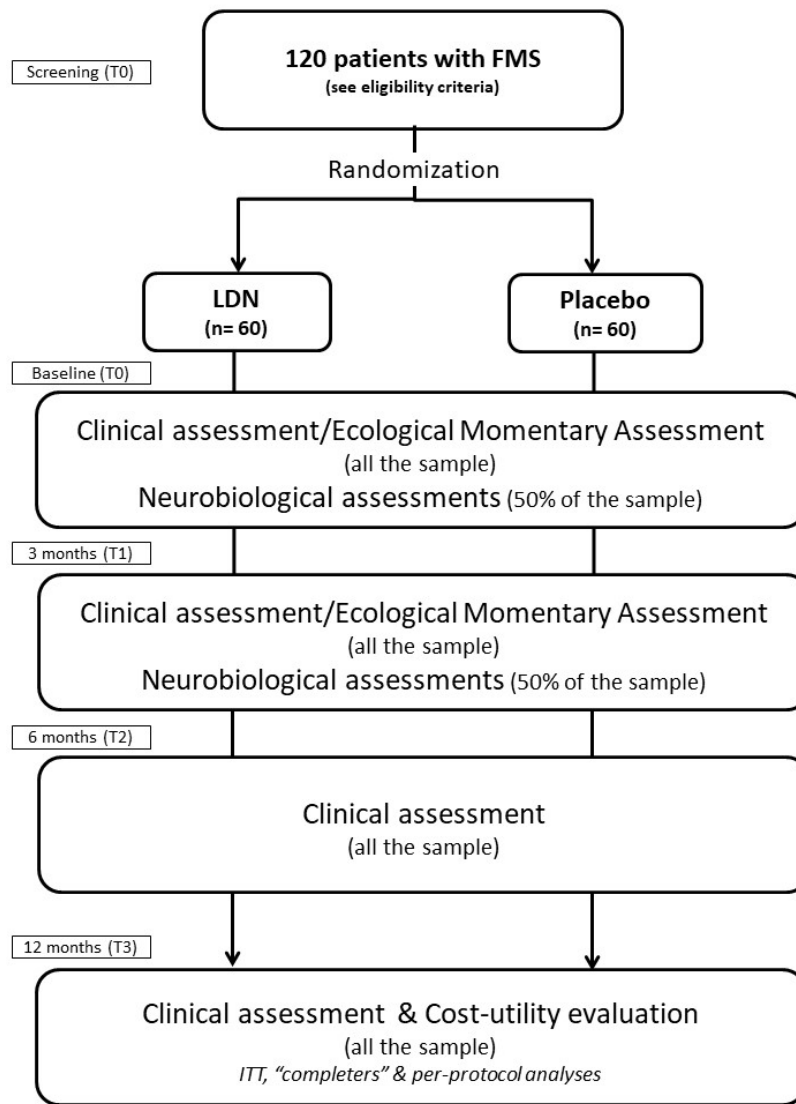 120 patients with FMS
Screening (T0)
(see eligibility criteria)
Randomization
LDN
(n= 60)
Placebo
(n= 60)
Baseline (T0)
Clinical assessment/Ecological Momentary Assessment
(all the sample)
Neurobiological assessments (50% of the sample)
3 months (T1)
Clinical assessment/Ecological Momentary Assessment
(all the sample)
Neurobiological assessments (50% of the sample)
6 months (T2)
Clinical assessment
(all the sample)
12 months (T3)
Clinical assessment & Cost-utility evaluation
(all the sample)
ITT, “completers” & per-protocol analyses